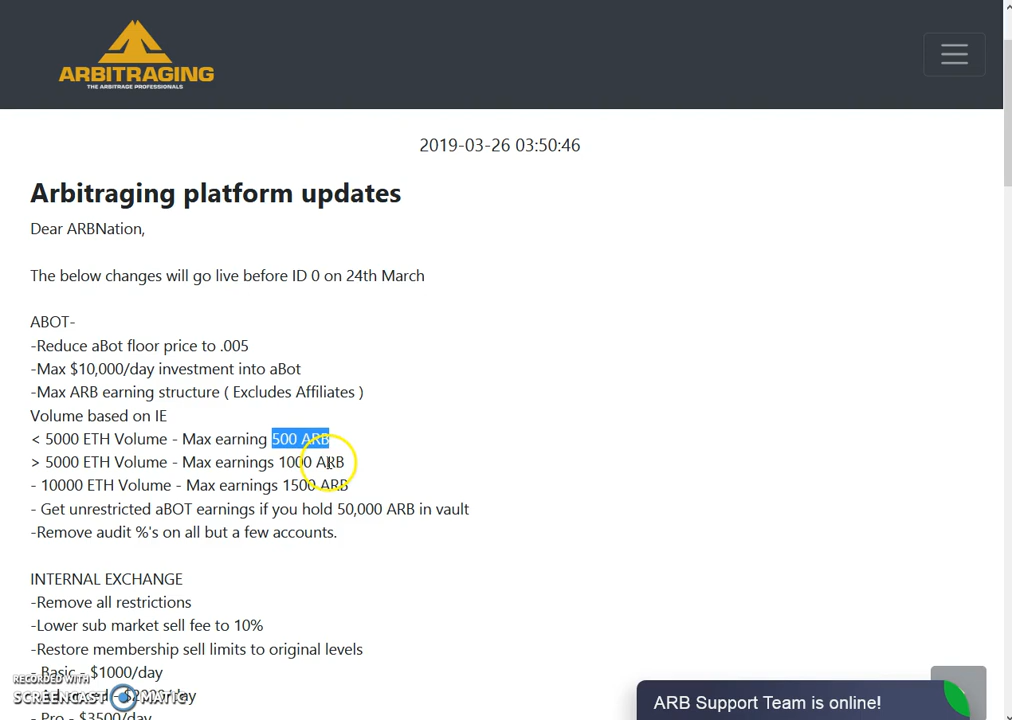 ARBITRAGING
THE ARBITRAGE PROFESSIONALS
2019-03-26 03:50:46
Arbitraging platform updates
Dear ARBNation,
The below changes will go live before ID 0 on 24th March
ABOT-
-Reduce aBot floor price to .005
-Max $10,000/day investment into aBot
-Max ARB earning structure ( Excludes Affiliates )
Volume based on IE
< 5000 ETH Volume - Max earning 500 ARB
> 5000 ETH Volume - Max earnings 1000 ARB
- 10000 ETH Volume - Max earnings 1500 ARB
- Get unrestricted aBOT earnings if you hold 50,000 ARB in vault
-Remove audit %'s on all but a few accounts.
INTERNAL EXCHANGE
-Remove all restrictions
-Lower sub market sell fee to 10%
-Restore membership sell limits to original levels
- Basic - $1000/day
RECORDED WITH
SCREENCAST MATIC
- Pro - $3500/day
ARB Support Team is online!